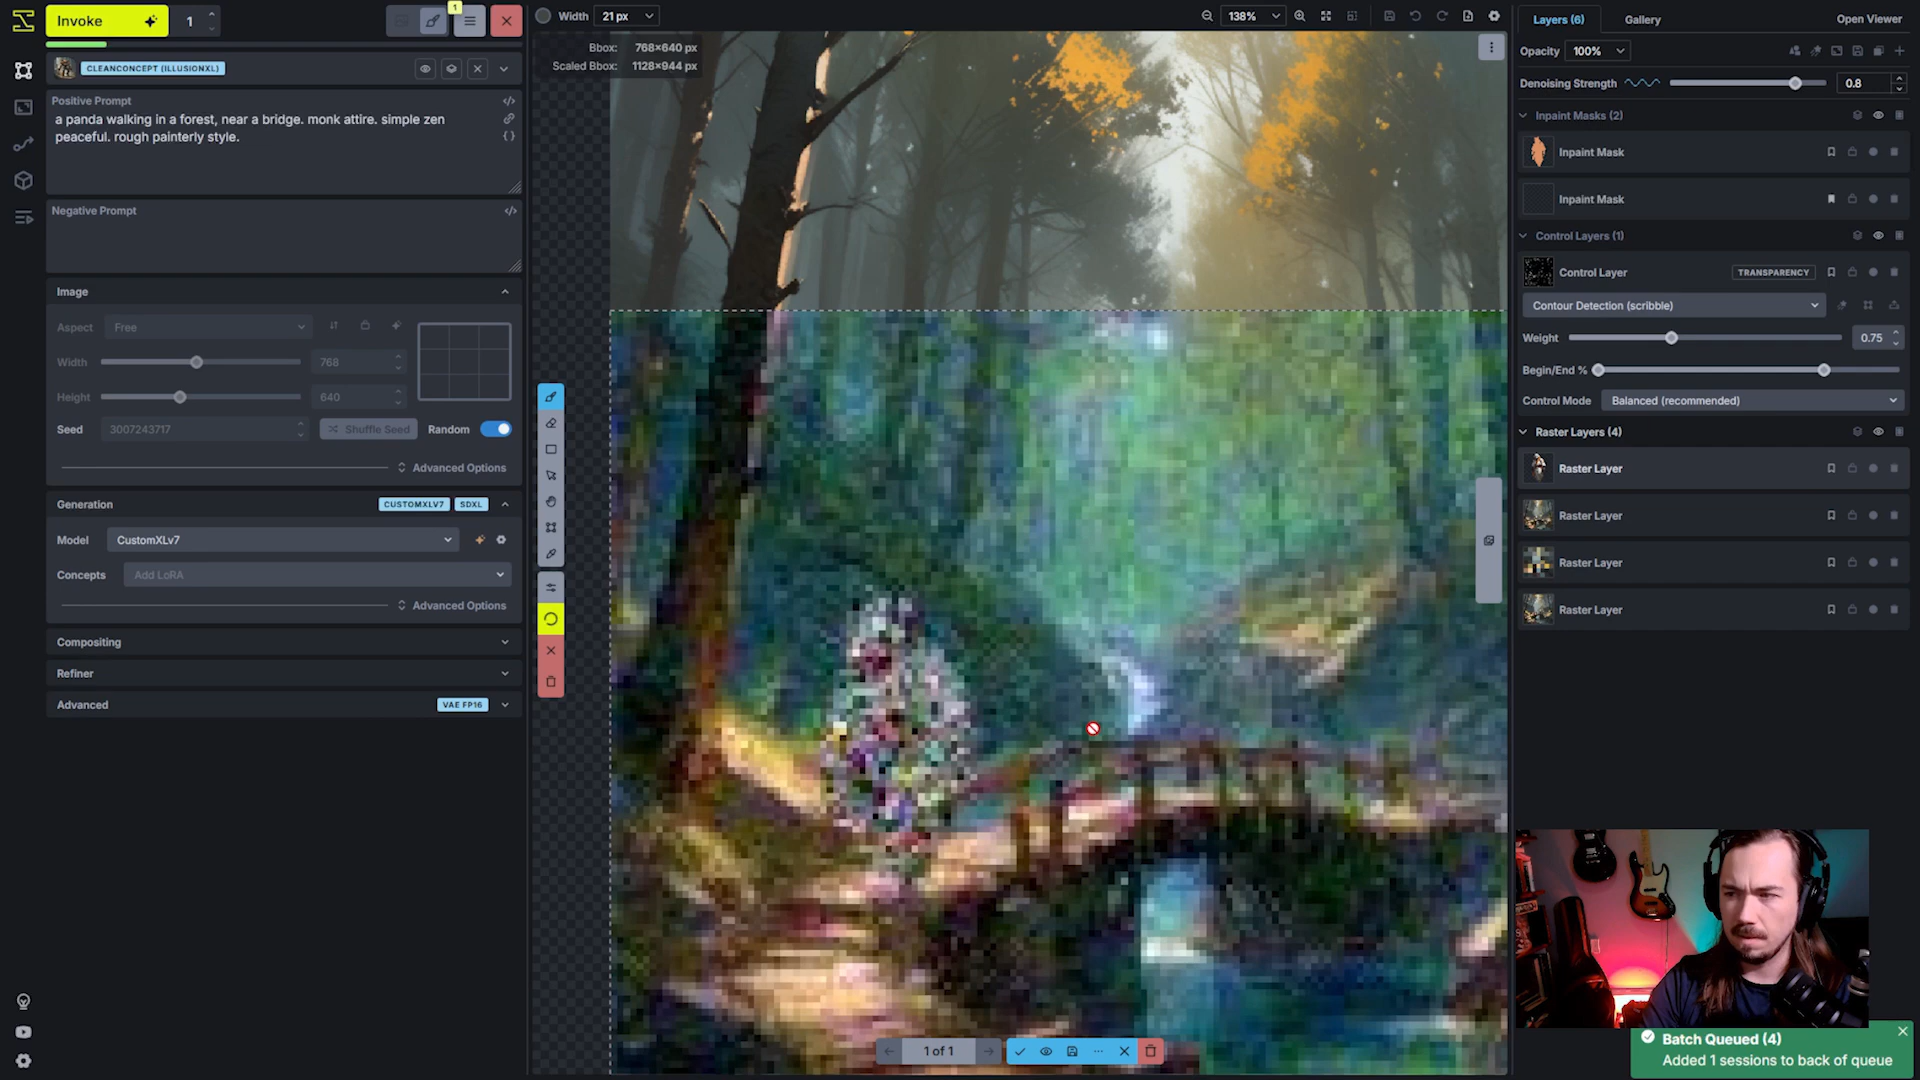 Invoke
1
1
Width 21 px
138%
Layers (6)
Gallery
Open Viewer
Bbox: 768×640 px
Scaled Bbox: 1128×944 px
Opacity 100%
CLEANCONCEPT (ILLUSIONXL)
Denoising Strength 0.8
Positive Prompt
a panda walking in a forest, near a bridge. monk attire. simple zen
peaceful. rough painterly style.
Inpaint Masks (2)
Inpaint Mask
Inpaint Mask
Negative Prompt
Control Layers (1)
Control Layer TRANSPARENCY
Contour Detection (scribble)
Weight 0.75
Begin/End %
Control Mode Balanced (recommended)
Image
Aspect Free
Width 768
Height 640
Seed 3007243717 Shuffle Seed Random
Advanced Options
Raster Layers (4)
Raster Layer
Raster Layer
Raster Layer
Raster Layer
Generation CUSTOMXLV7 SDXL
Model CustomXLv7
Concepts Add LoRA
Advanced Options
Compositing
Refiner
Advanced VAE FP16
1 of 1
Batch Queued (4)
Added 1 sessions to back of queue